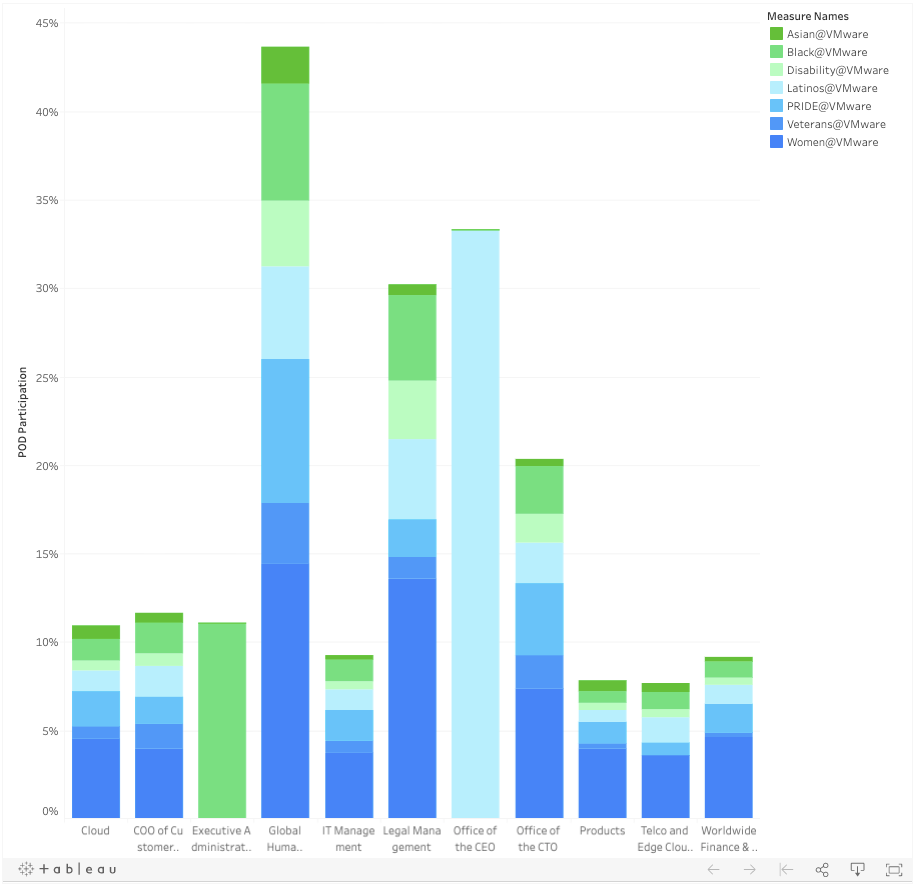 Measure Names
Asian@VMware
Black@VMware
Disability@VMware
Latinos@VMware
PRIDE@VMware
Veterans@VMware
Women@VMware
POD Participation
45%
40%
35%
30%
25%
20%
15%
10%
5%
0%
Cloud
COO of Cu
stomer..
Executive A
dministrat..
Global
Huma..
IT Manage
ment
Legal Mana
gement
Office of
the CEO
Office of
the CTO
Products
Telco and
Edge Clou..
Worldwide
Finance & ..
+ableau